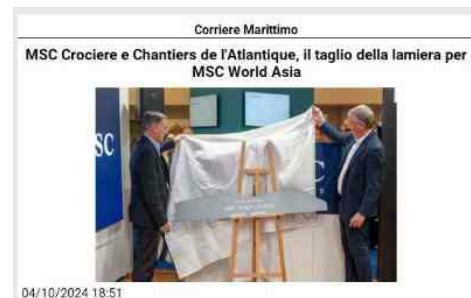 Corriere Marittimo
MSC Crociere e Chantiers de l'Atlantique, il taglio della lamiera per
MSC World Asia
SC
04/10/2024 18:51